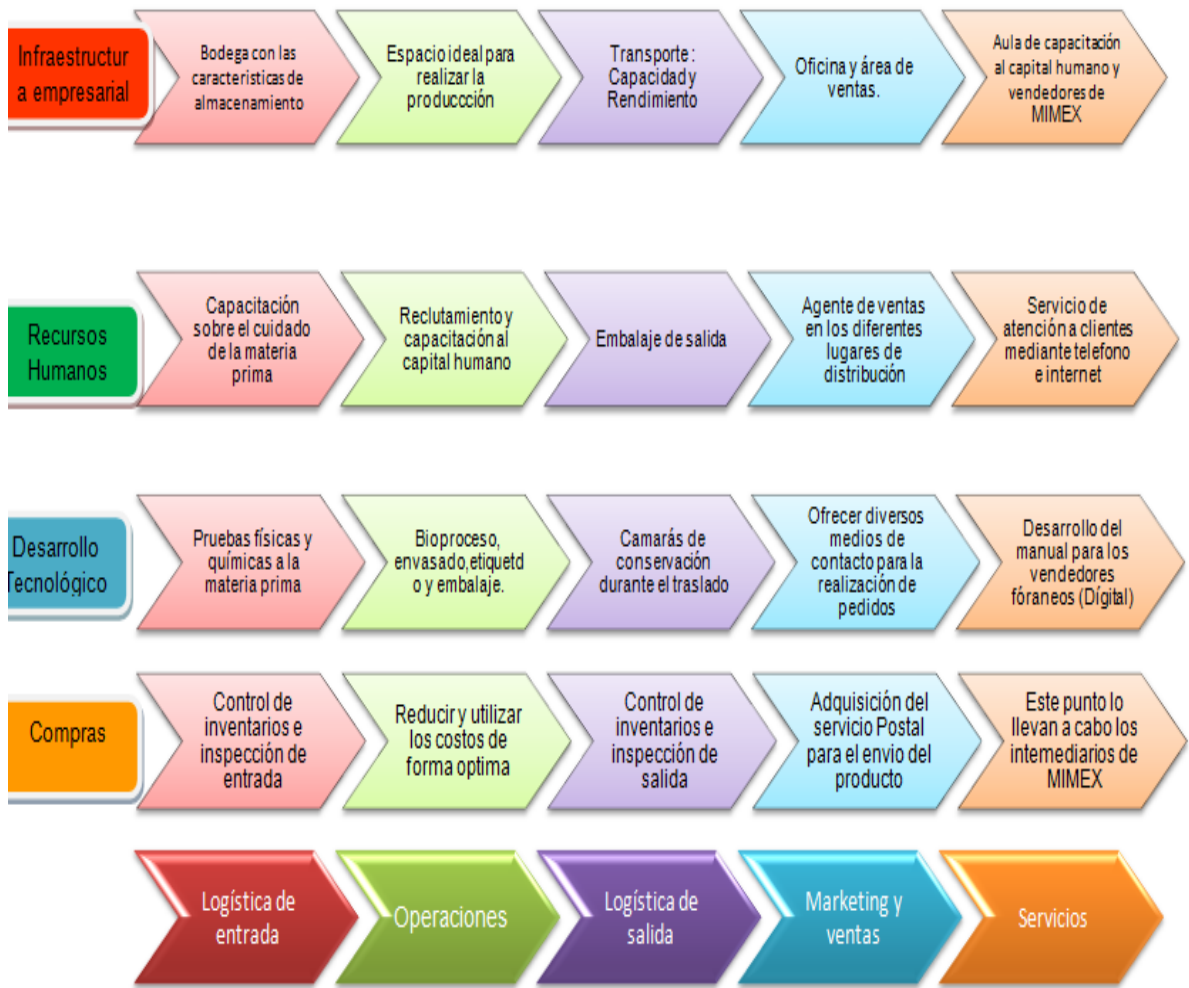 Infraestructur
a empresarial
Bodega con las
caracteristicas de
almacenamiento
Espacio ideal para
realizar la
produccción
Transporte :
Capacidad y
Rendimiento
Oficina y área de
ventas.
Aula de capacitación
al capital humano y
vendedores de
MIMEX
Recursos
Humanos
Capacitación
sobre el cuidado
de la materia
prima
Reclutamiento y
capacitación al
capital humano
Embalaje de salida
Agente de ventas
en los diferentes
lugares de
distribución
Servicio de
atención a clientes
mediante telefono
e internet
Desarrollo
Tecnológico
Pruebas físicas y
químicas a la
materia prima
Bioproceso,
envasado,etiquetd
o y embalaje.
Camarás de
conservación
durante el traslado
Ofrecer diversos
medios de
contacto para la
realización de
pedidos
Desarrollo del
manual para los
vendedores
fóraneos (Dígital)
Compras
Control de
inventarios e
inspección de
entrada
Reducir y utilizar
los costos de
forma optima
Control de
inventarios e
inspección de
salida
Adquisición del
servicio Postal
para el envio del
producto
Este punto lo
llevan a cabo los
intemediarios de
MIMEX
Logística de
entrada
Operaciones
Logística de
salida
Marketing y
ventas
Servicios